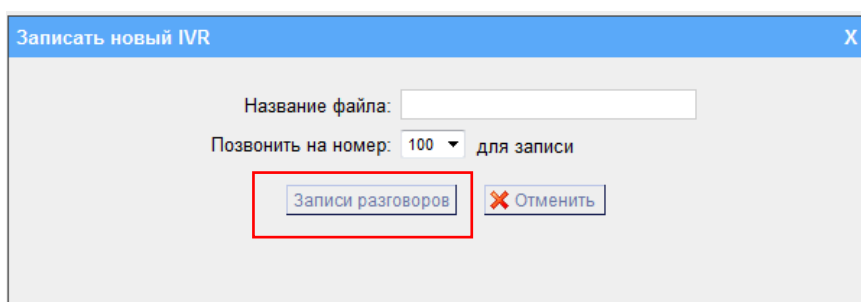 Записать новый IVR X
Название файла:
Позвонить на номер: 100 для записи
Записи разговоров Отменить